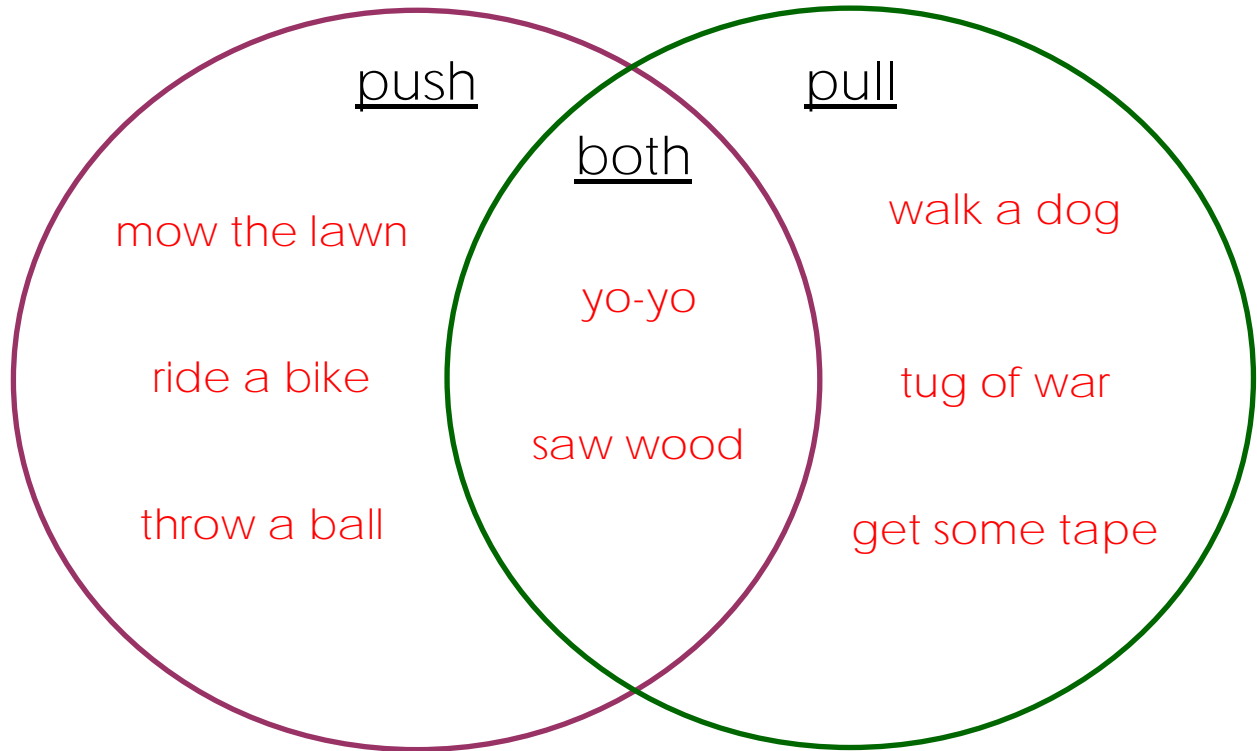 push
mow the lawn
ride a bike
throw a ball
both
yo-yo
saw wood
pull
walk a dog
tug of war
get some tape